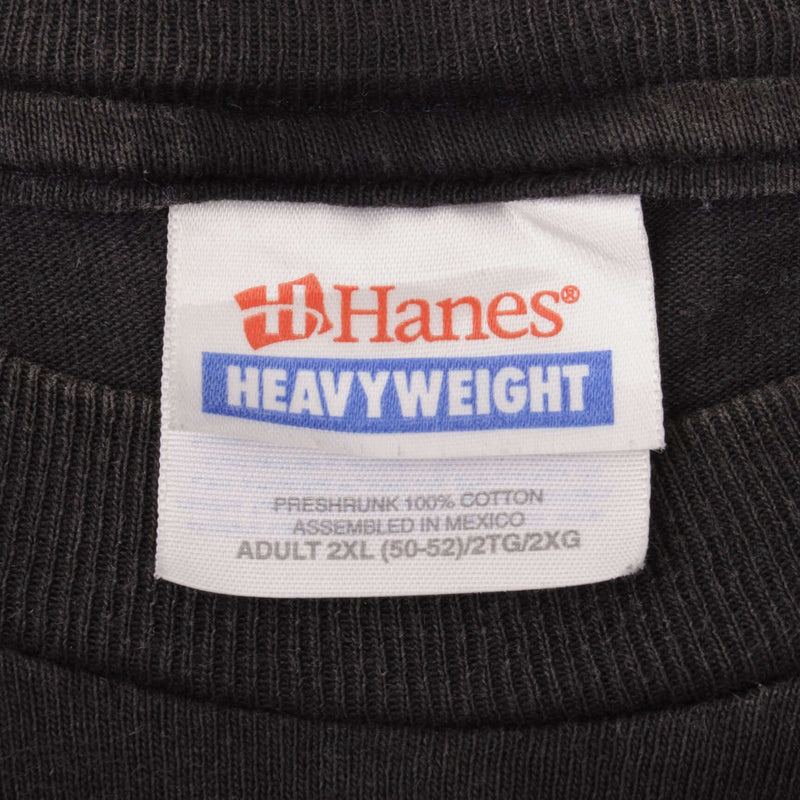 H Hanes®
HEAVYWEIGHT
PRESHRUNK 100% COTTON
ASSEMBLED IN MEXICO
ADULT 2XL (50-52)/2TG/2XG